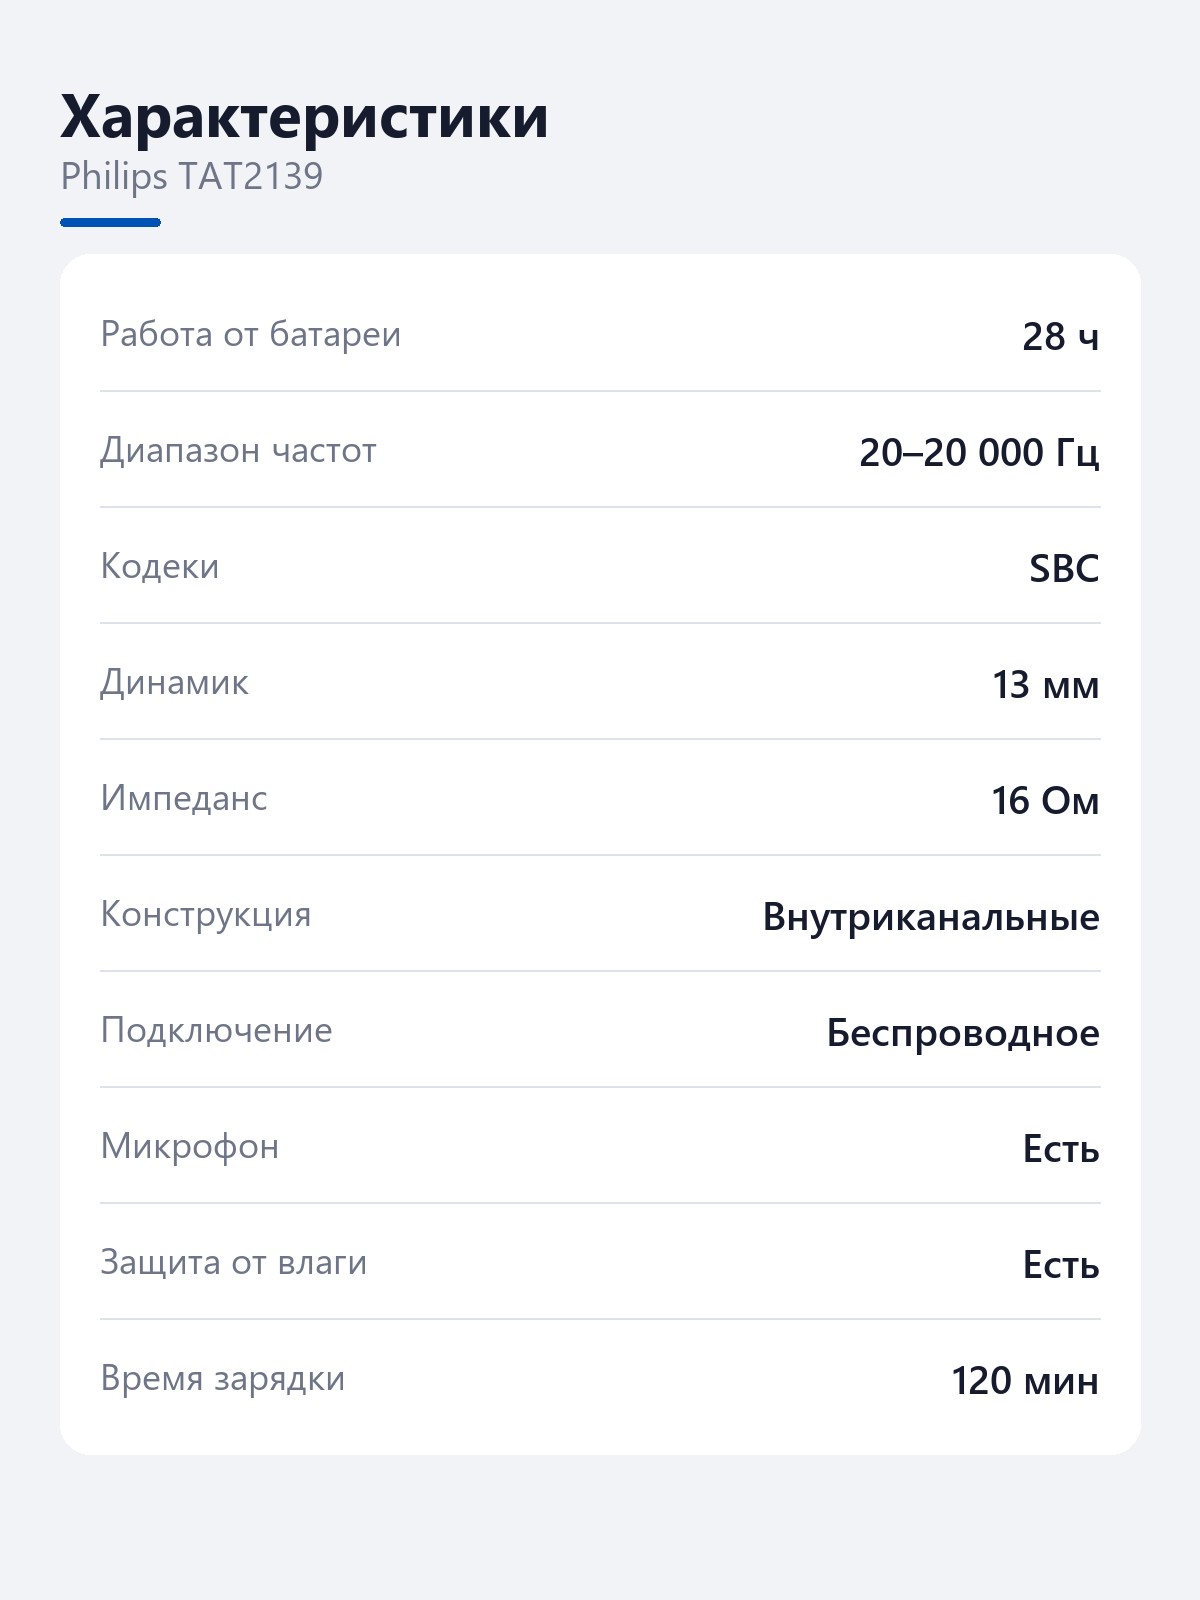 Характеристики
Philips TAT2139
Работа от батареи 28 ч
Диапазон частот 20–20 000 Гц
Кодеки SBC
Динамик 13 мм
Импеданс 16 Ом
Конструкция Внутриканальные
Подключение Беспроводное
Микрофон Есть
Защита от влаги Есть
Время зарядки 120 мин